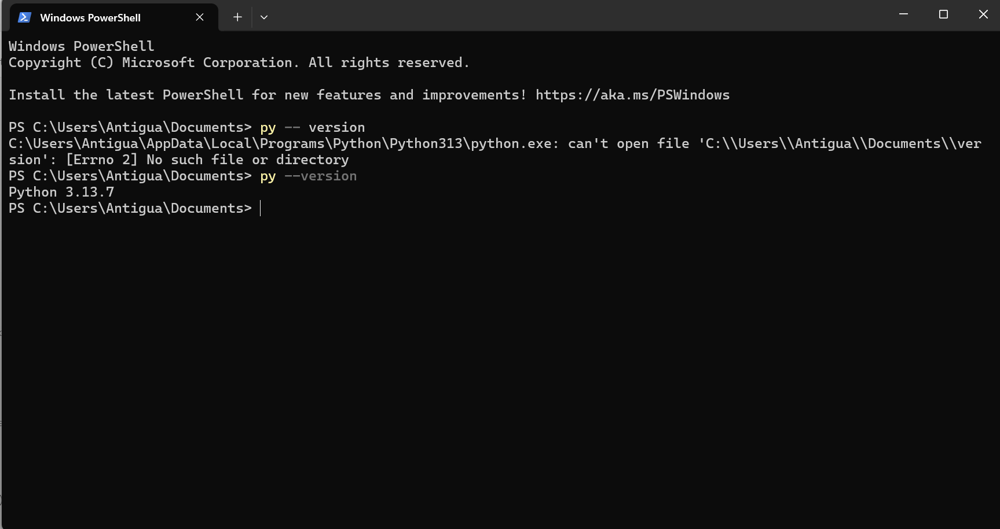 Windows PowerShell
Windows PowerShell
Copyright (C) Microsoft Corporation. All rights reserved.
Install the latest PowerShell for new features and improvements! https://aka.ms/PSWindows
PS C:\Users\Antigua\Documents> py -- version
C:\Users\Antigua\AppData\Local\Programs\Python\Python313\python.exe: can't open file 'C:\\Users\\Antigua\\Documents\\ver
sion': [Errno 2] No such file or directory
PS C:\Users\Antigua\Documents> py --version
Python 3.13.7
PS C:\Users\Antigua\Documents>